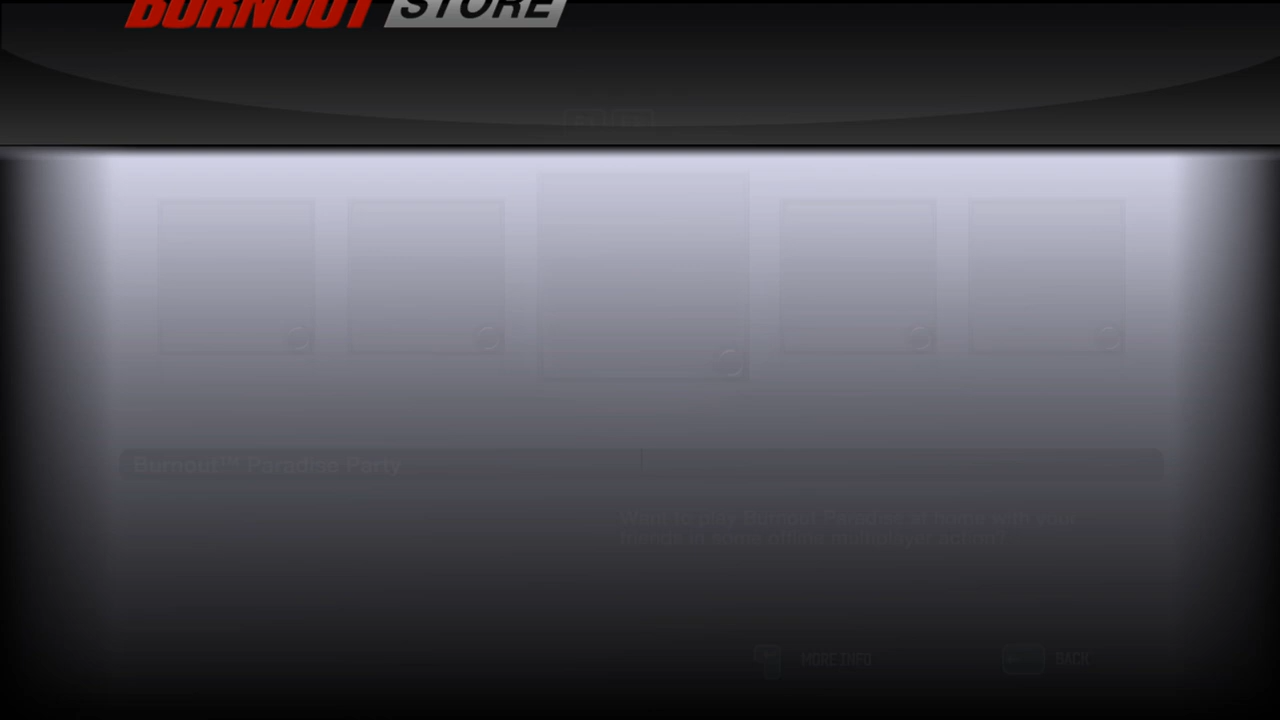 BURNOUT STORE
Burnout™ Paradise Party
Want to play Burnout Paradise at home with your
friends in some offline multiplayer action?
MORE INFO
BACK